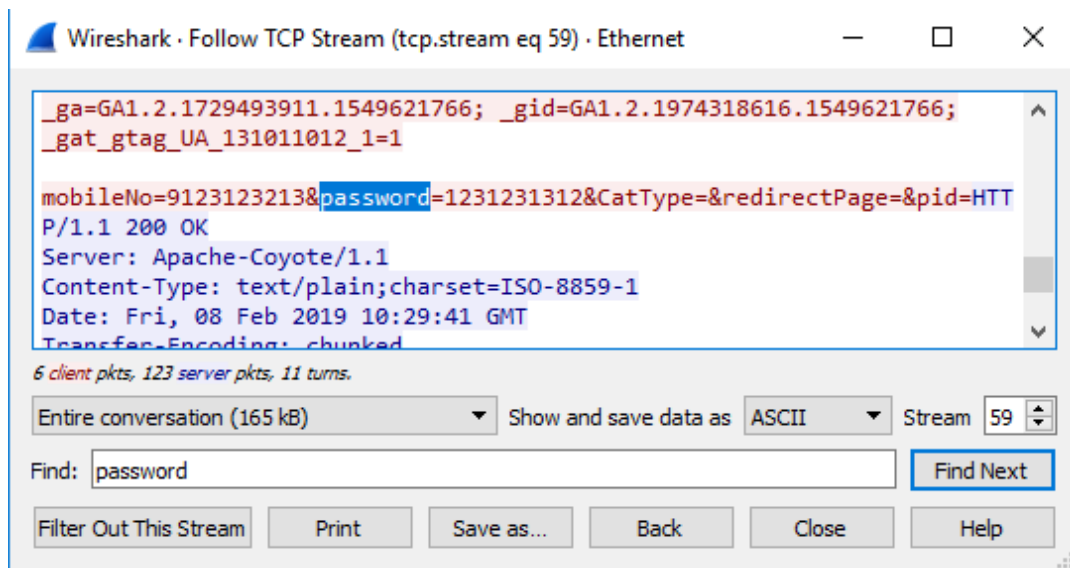 Wireshark · Follow TCP Stream (tcp.stream eq 59) · Ethernet
_ga=GA1.2.1729493911.1549621766; _gid=GA1.2.1974318616.1549621766;
_gat_gtag_UA_131011012_1=1
mobileNo=9123123213&password=1231231312&CatType=&redirectPage=&pid=HTT
P/1.1 200 OK
Server: Apache-Coyote/1.1
Content-Type: text/plain;charset=ISO-8859-1
Date: Fri, 08 Feb 2019 10:29:41 GMT
Transfer-Encoding: chunked
6 client pkts, 123 server pkts, 11 turns.
Entire conversation (165 kB) Show and save data as ASCII Stream 59
Find: password Find Next
Filter Out This Stream Print Save as... Back Close Help